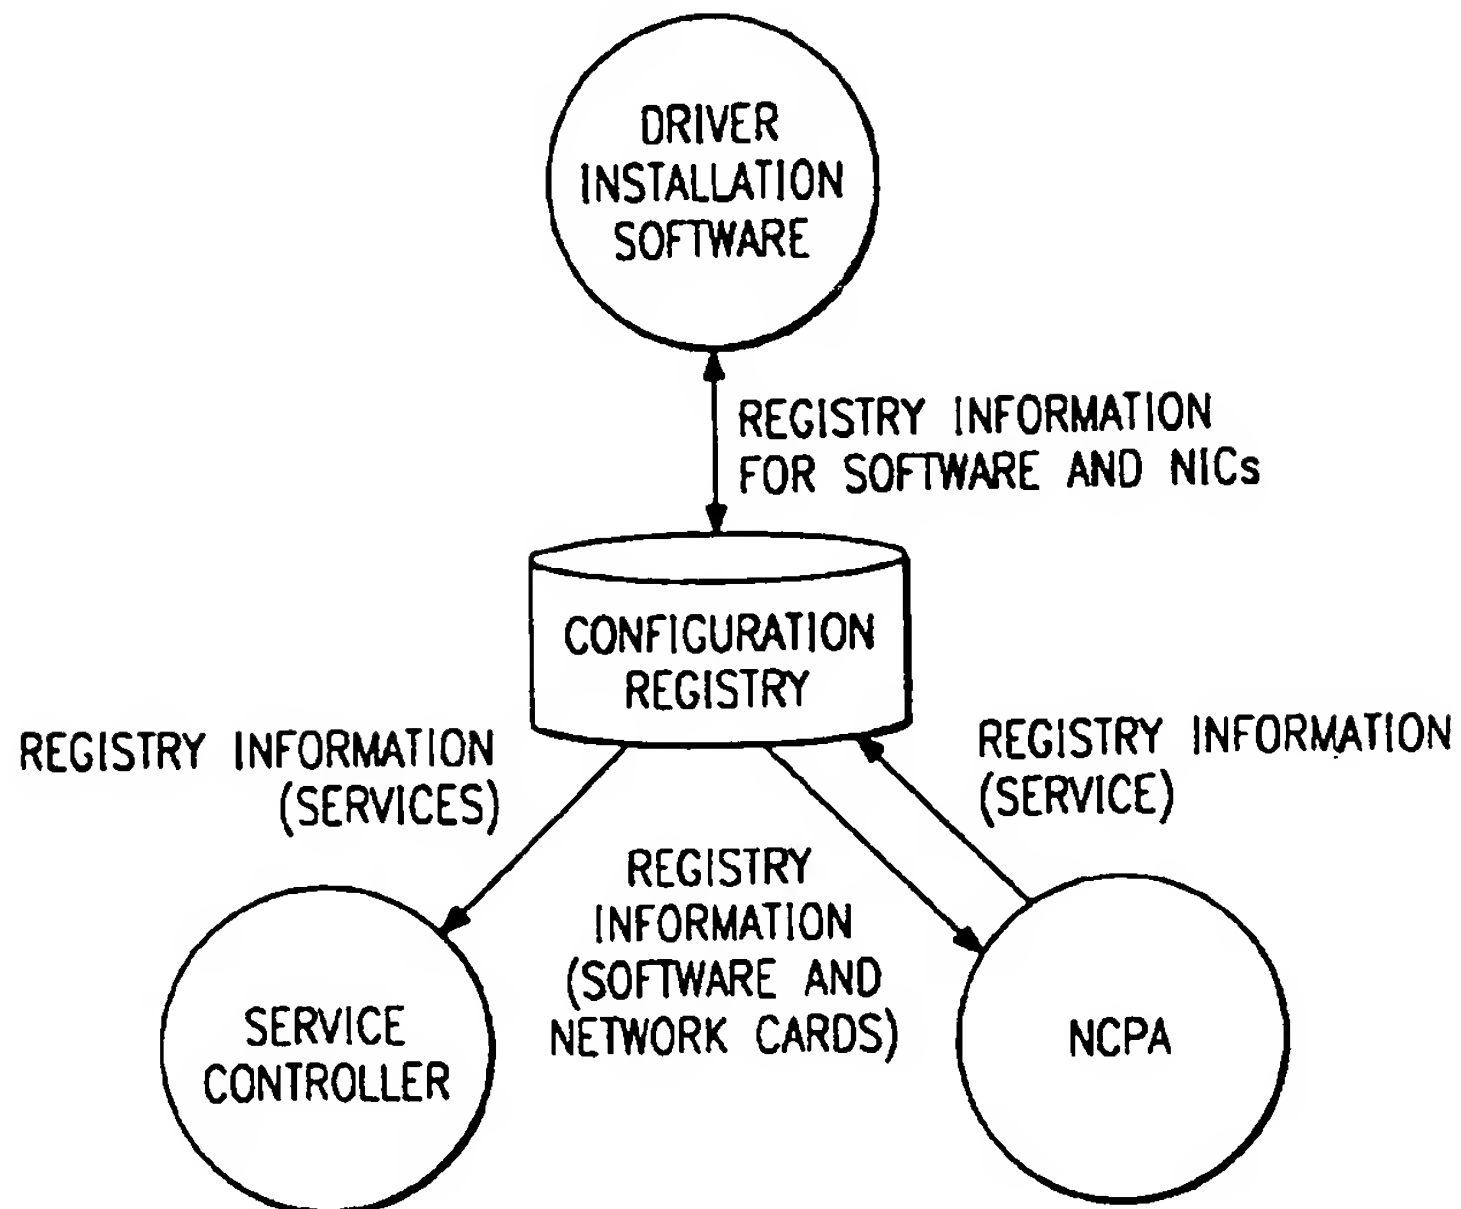 DRIVER
INSTALLATION
SOFTWARE
REGISTRY INFORMATION
FOR SOFTWARE AND NICs
CONFIGURATION
REGISTRY
REGISTRY INFORMATION
(SERVICES)
REGISTRY INFORMATION
(SERVICE)
REGISTRY
INFORMATION
(SOFTWARE AND
NETWORK CARDS)
SERVICE
CONTROLLER
NCPA